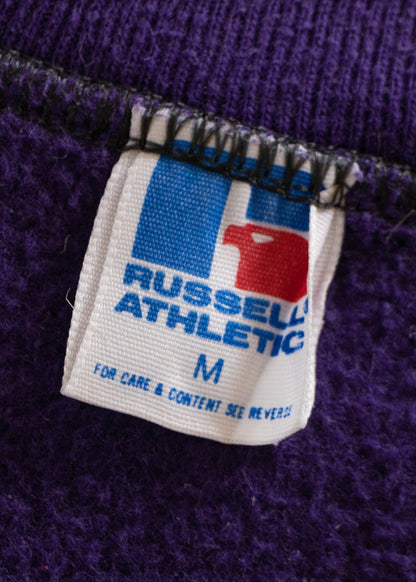 RUSSELL
ATHLETIC
M
FOR CARE & CONTENT SEE REVERSE